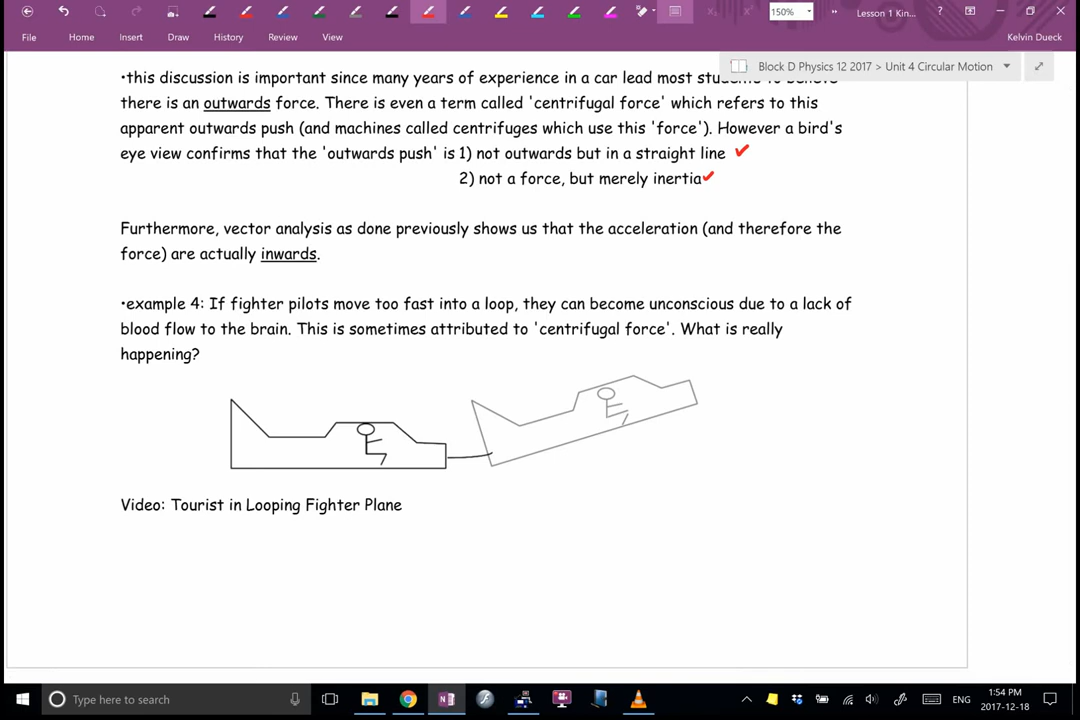 150%
Lesson 1 Kin...
File Home Insert Draw History Review View
Kelvin Dueck
Block D Physics 12 2017 > Unit 4 Circular Motion
•this discussion is important since many years of experience in a car lead most students to believe
there is an outwards force. There is even a term called 'centrifugal force' which refers to this
apparent outwards push (and machines called centrifuges which use this 'force'). However a bird's
eye view confirms that the 'outwards push' is 1) not outwards but in a straight line
2) not a force, but merely inertia
Furthermore, vector analysis as done previously shows us that the acceleration (and therefore the
force) are actually inwards.
•example 4: If fighter pilots move too fast into a loop, they can become unconscious due to a lack of
blood flow to the brain. This is sometimes attributed to 'centrifugal force'. What is really
happening?
Video: Tourist in Looping Fighter Plane
Type here to search
ENG
1:54 PM
2017-12-18